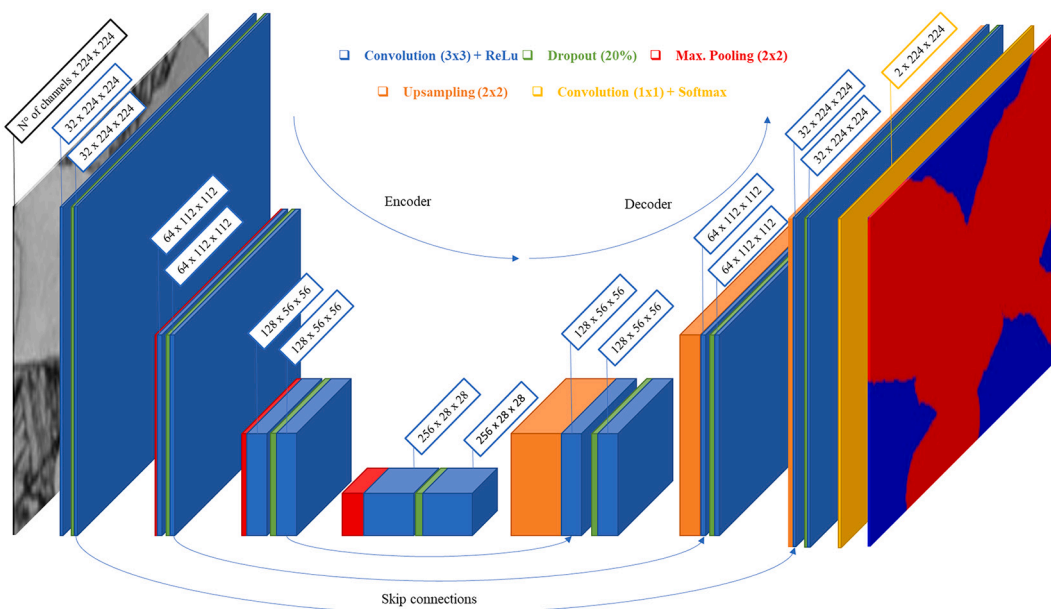 Convolution (3x3) + ReLu
Dropout (20%)
Max. Pooling (2x2)
Upsampling (2x2)
Convolution (1x1) + Softmax
N° of channels x 224 x 224
32 x 224 x 224
32 x 224 x 224
64 x 112 x 112
64 x 112 x 112
128 x 56 x 56
128 x 56 x 56
256 x 28 x 28
256 x 28 x 28
128 x 56 x 56
128 x 56 x 56
64 x 112 x 112
64 x 112 x 112
32 x 224 x 224
32 x 224 x 224
2 x 224 x 224
Encoder
Decoder
Skip connections